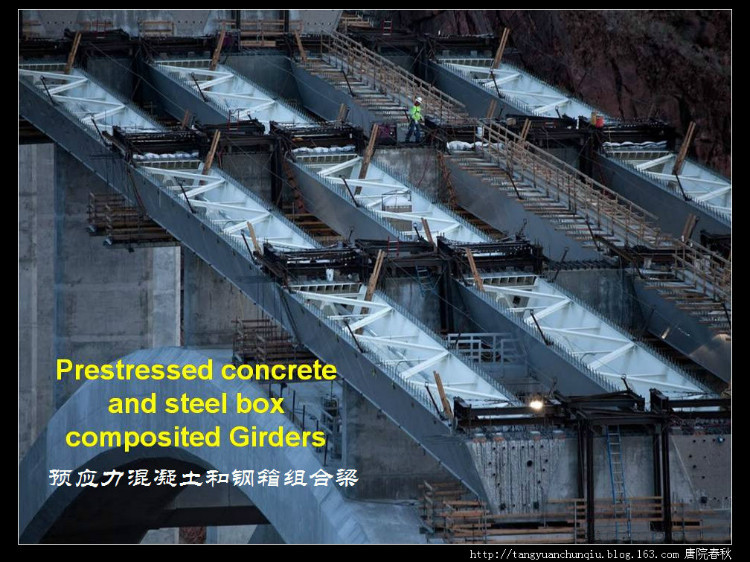 Prestressed concrete
and steel box
composited Girders
预应力混凝土和钢箱组合梁
http://tangyuanchunqiu.blog.163.com 唐院春秋